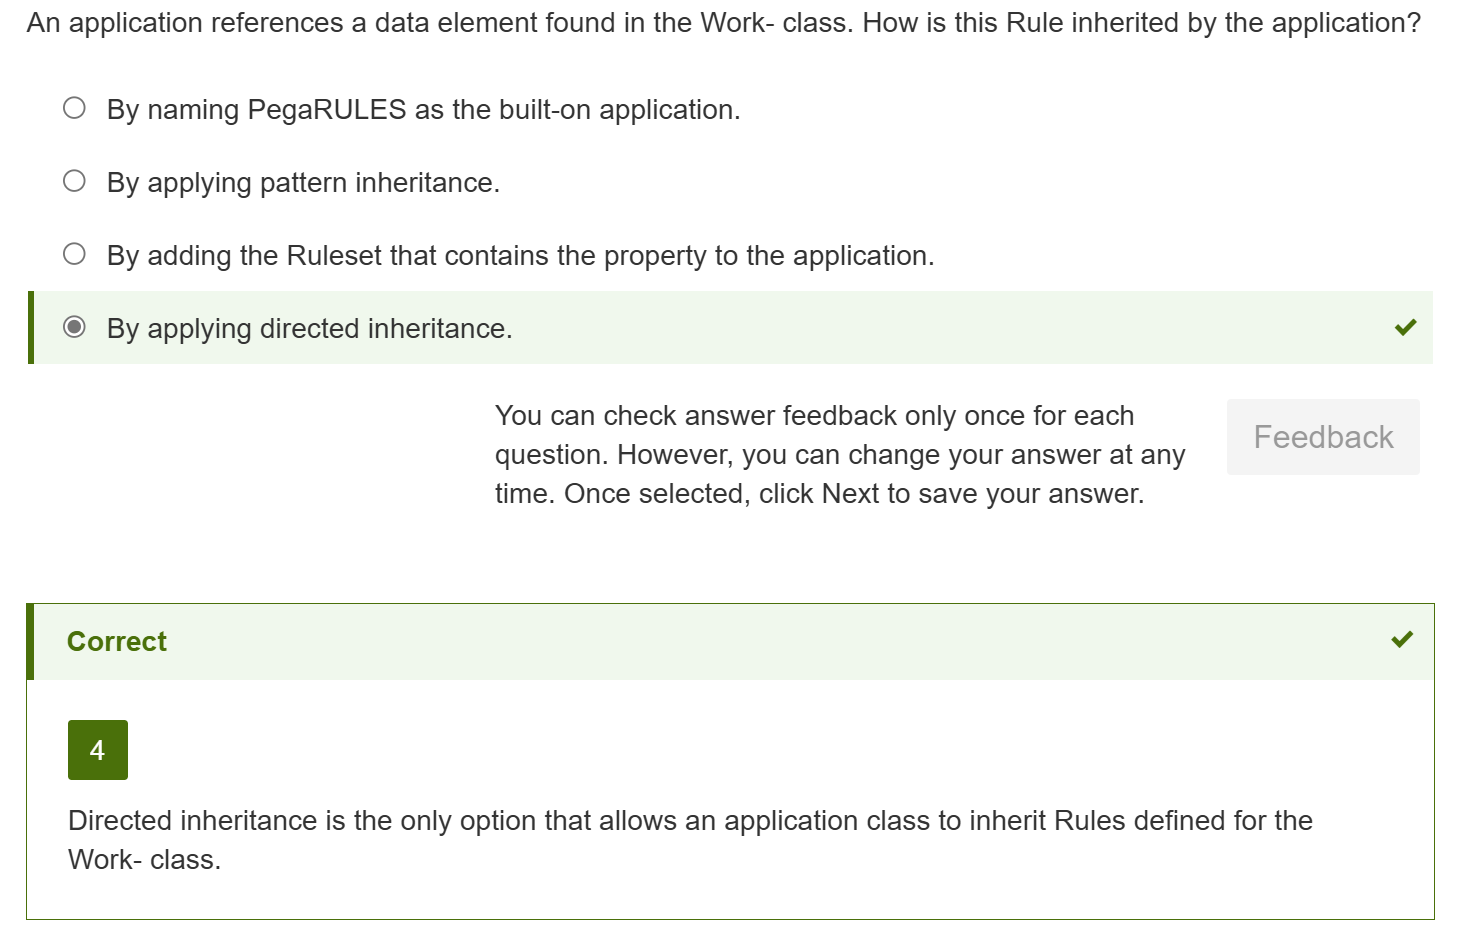 An application references a data element found in the Work- class. How is this Rule inherited by the application?
By naming PegaRULES as the built-on application.
By applying pattern inheritance.
By adding the Ruleset that contains the property to the application.
By applying directed inheritance.
You can check answer feedback only once for each
question. However, you can change your answer at any
time. Once selected, click Next to save your answer.
Feedback
Correct
4
Directed inheritance is the only option that allows an application class to inherit Rules defined for the
Work- class.